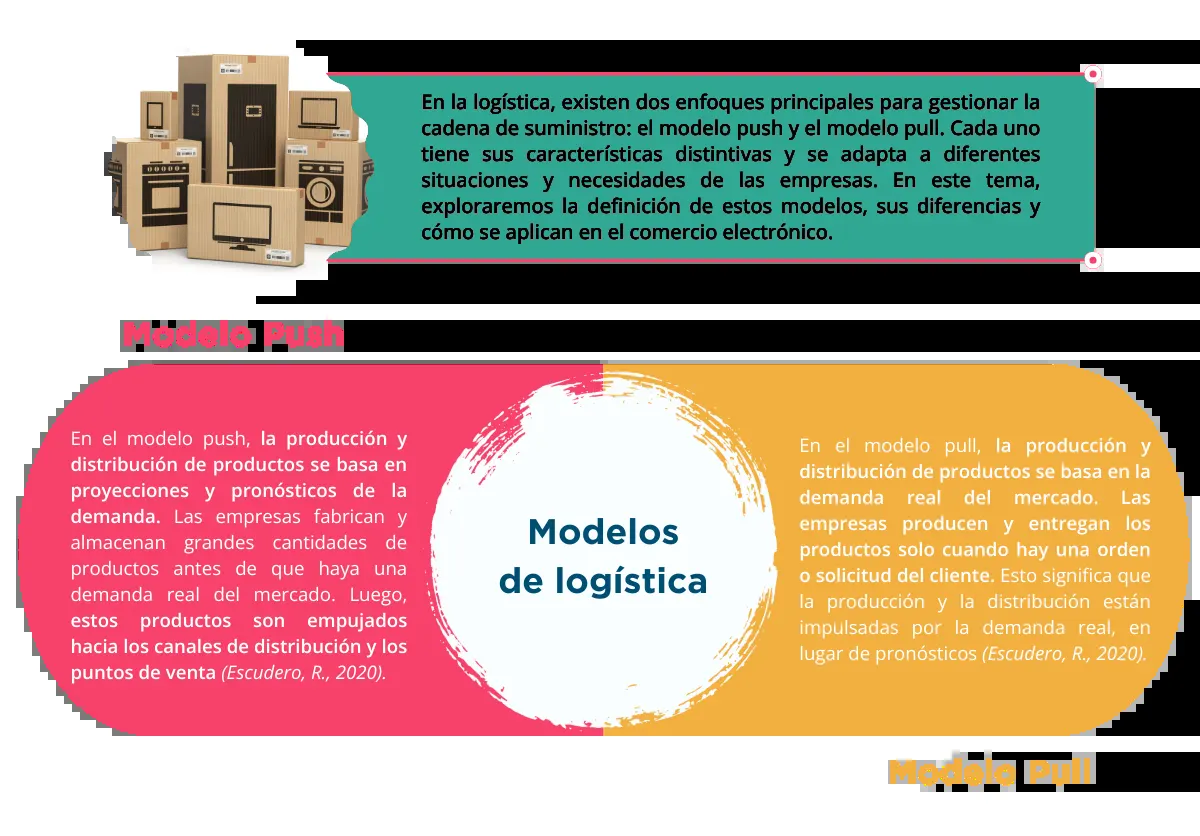 En la logística, existen dos enfoques principales para gestionar la
cadena de suministro: el modelo push y el modelo pull. Cada uno
tiene sus características distintivas y se adapta a diferentes
situaciones y necesidades de las empresas. En este tema,
exploraremos la definición de estos modelos, sus diferencias y
cómo se aplican en el comercio electrónico.
Modelo Push
En el modelo push, la producción y
distribución de productos se basa en
proyecciones y pronósticos de la
demanda. Las empresas fabrican y
almacenan grandes cantidades de
productos antes de que haya una
demanda real del mercado. Luego,
estos productos son empujados
hacia los canales de distribución y los
puntos de venta (Escudero, R., 2020).
Modelos
de logística
En el modelo pull, la producción y
distribución de productos se basa en la
demanda real del mercado. Las
empresas producen y entregan los
productos solo cuando hay una orden
o solicitud del cliente. Esto significa que
la producción y la distribución están
impulsadas por la demanda real, en
lugar de pronósticos (Escudero, R., 2020).
Modelo Pull